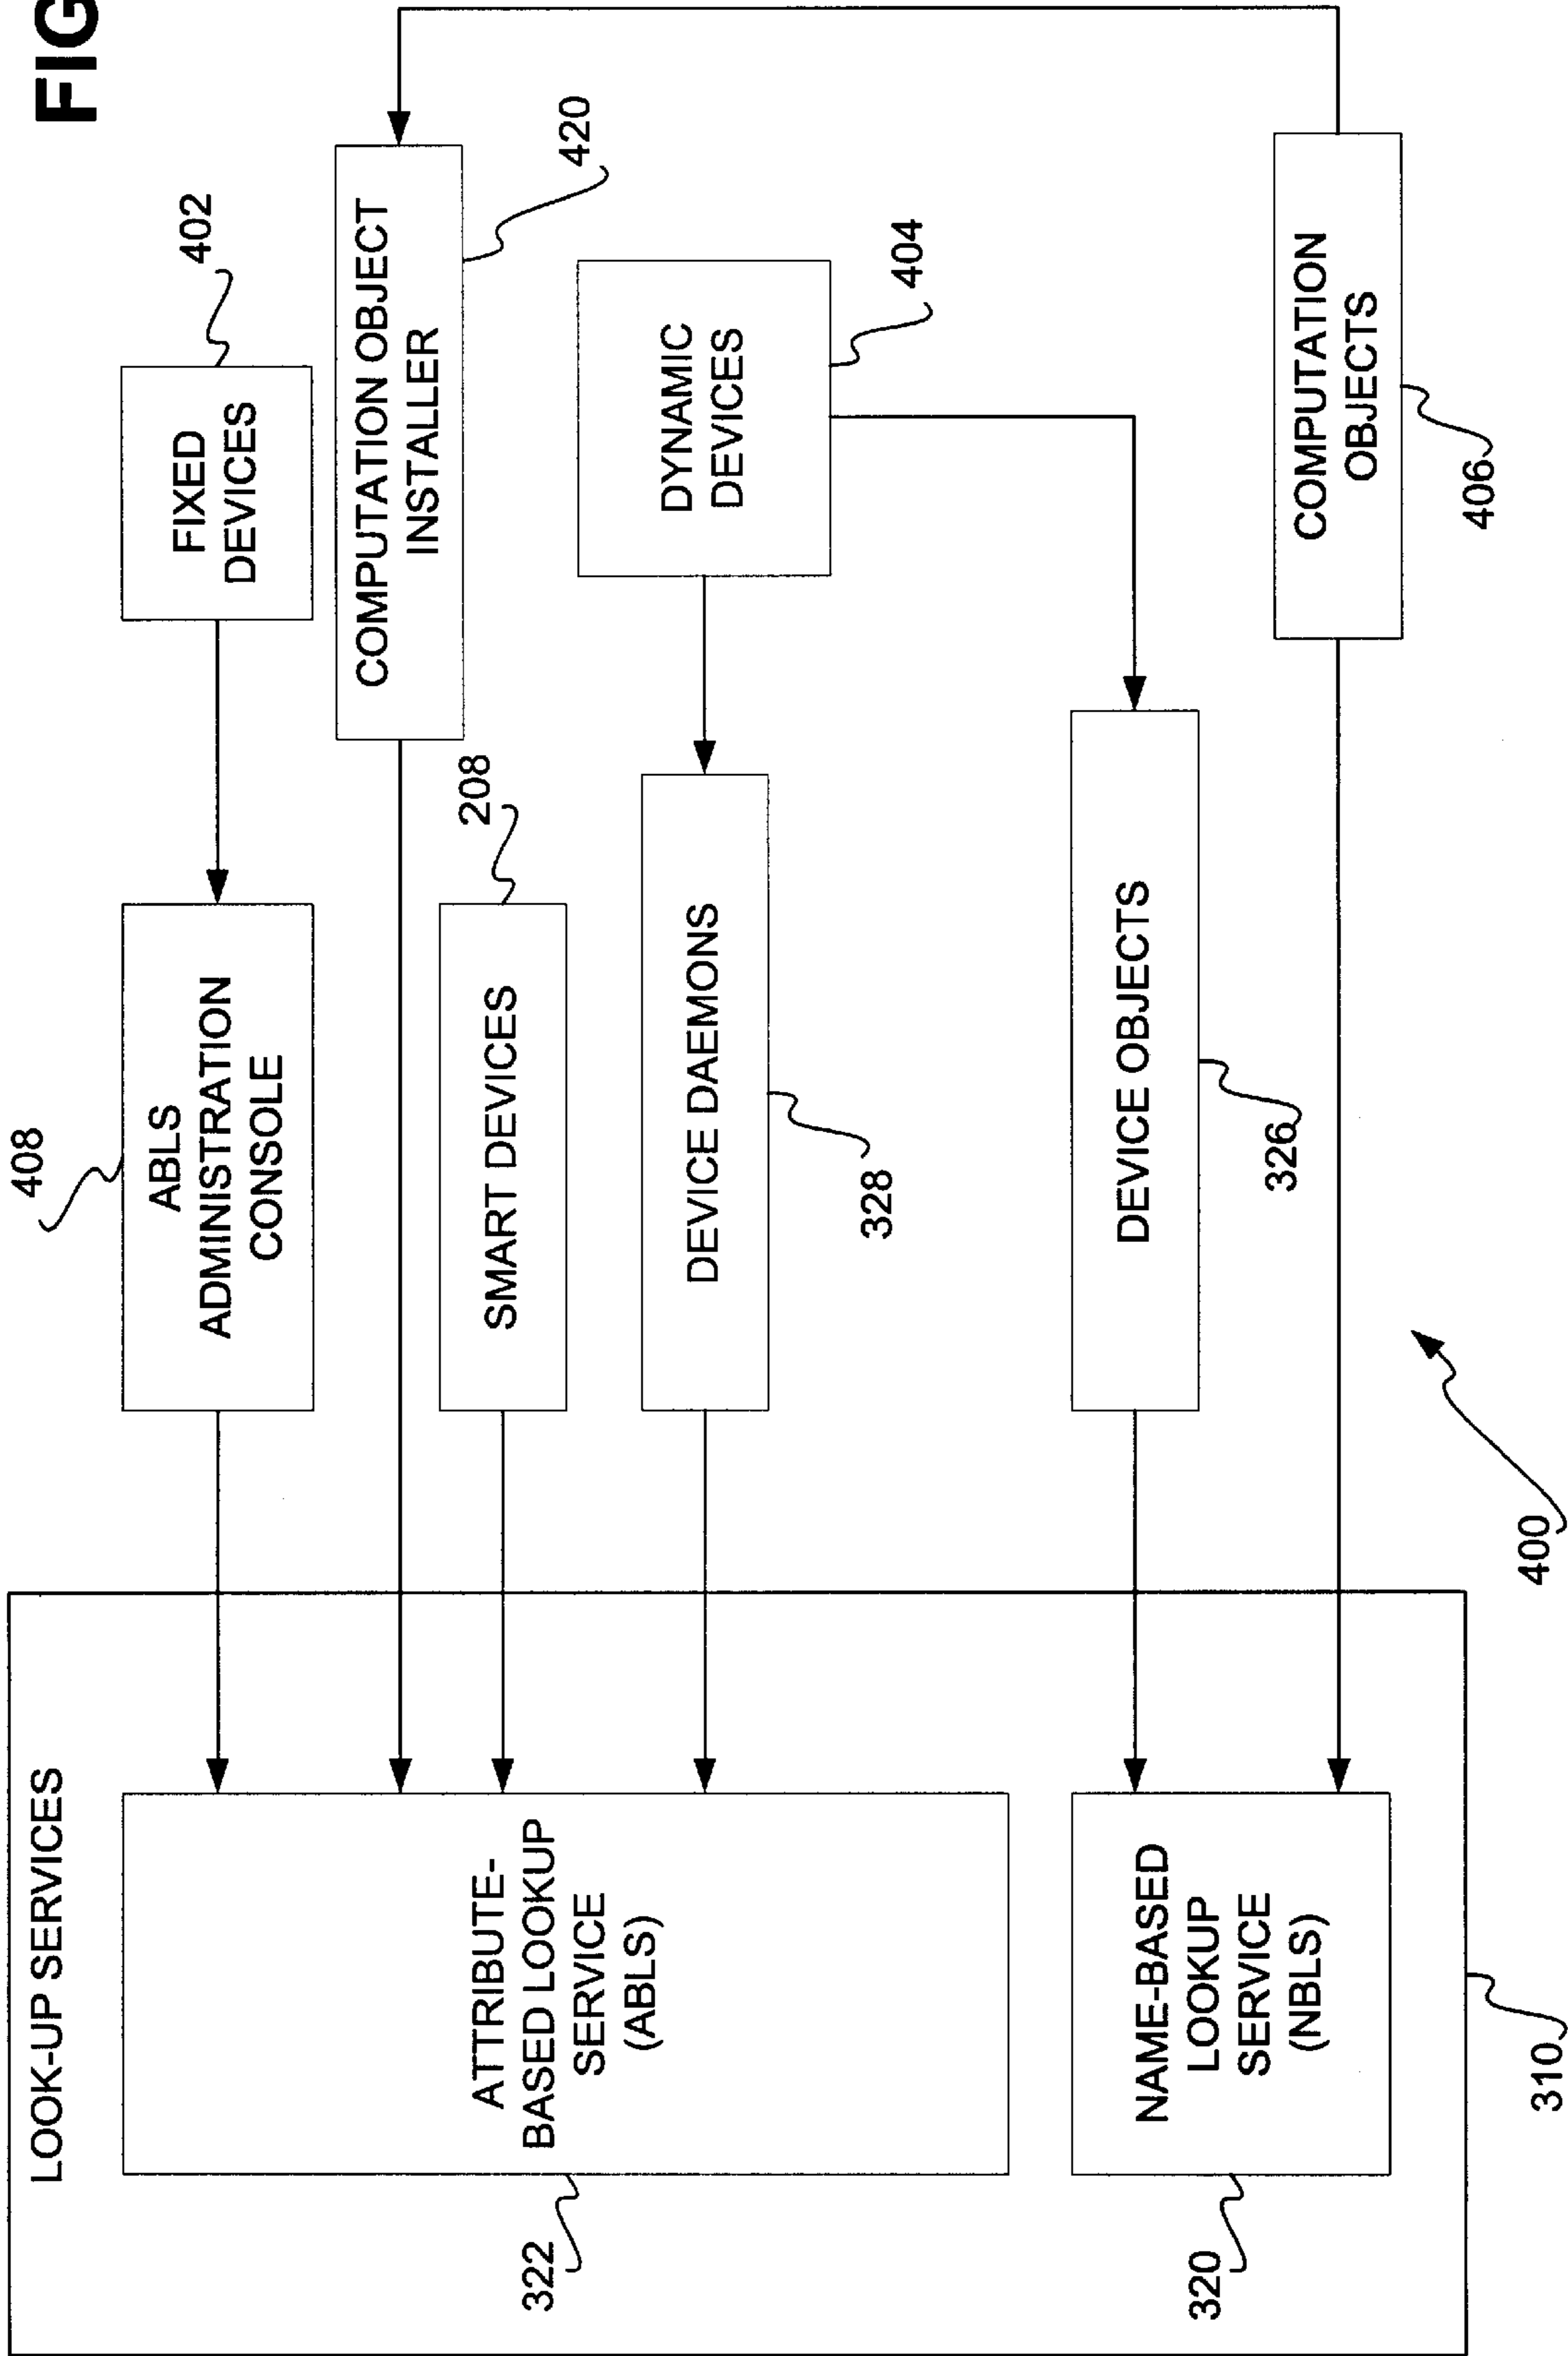 FIG
LOOK-UP SERVICES
408
ABLS
ADMINISTRATION
CONSOLE
FIXED
DEVICES
402
COMPUTATION OBJECT
INSTALLER
420
322
ATTRIBUTE-
BASED LOOKUP
SERVICE
(ABLS)
SMART DEVICES
208
DEVICE DAEMONS
328
DYNAMIC
DEVICES
404
320
NAME-BASED
LOOKUP
SERVICE
(NBLS)
DEVICE OBJECTS
326
COMPUTATION
OBJECTS
406
310
400